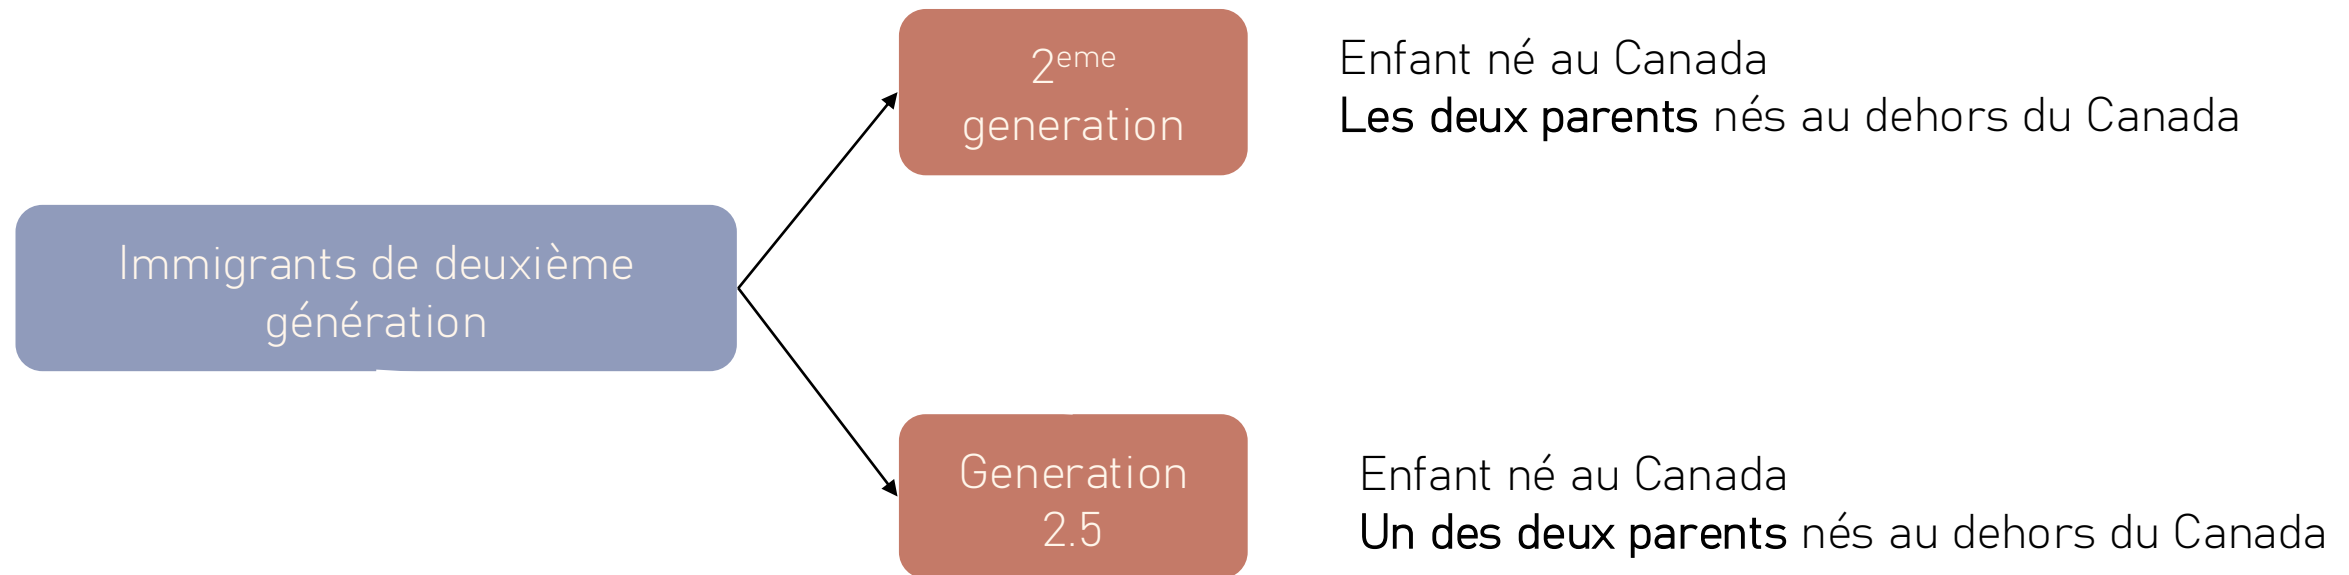 Immigrants de deuxième
génération
2eme
generation
Enfant né au Canada
Les deux parents nés au dehors du Canada
Generation
2.5
Enfant né au Canada
Un des deux parents nés au dehors du Canada